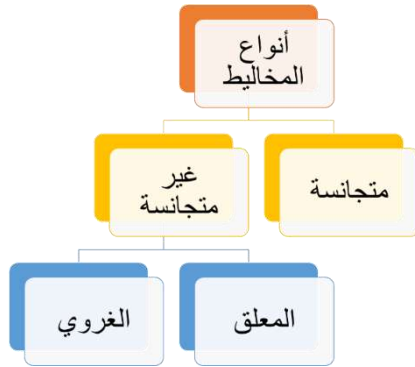 أنواع
المخاليط
متجانسة
غير
متجانسة
المعلق
الغروي